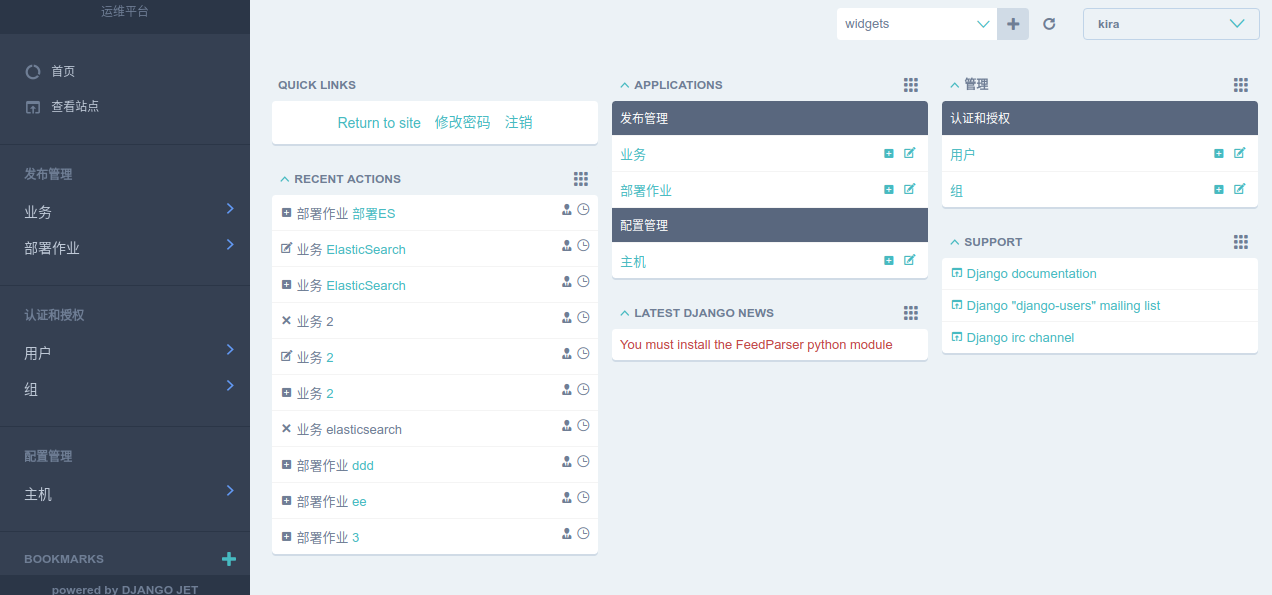 运维平台
首页
查看站点
发布管理
业务
部署作业
认证和授权
用户
组
配置管理
主机
BOOKMARKS
powered by DJANGO JET
widgets
kira
QUICK LINKS
Return to site 修改密码 注销
RECENT ACTIONS
部署作业 部署ES
业务 ElasticSearch
业务 ElasticSearch
业务 2
业务 2
业务 2
业务 elasticsearch
部署作业 ddd
部署作业 ee
部署作业 3
APPLICATIONS
发布管理
业务
部署作业
配置管理
主机
LATEST DJANGO NEWS
You must install the FeedParser python module
管理
认证和授权
用户
组
SUPPORT
Django documentation
Django "django-users" mailing list
Django irc channel